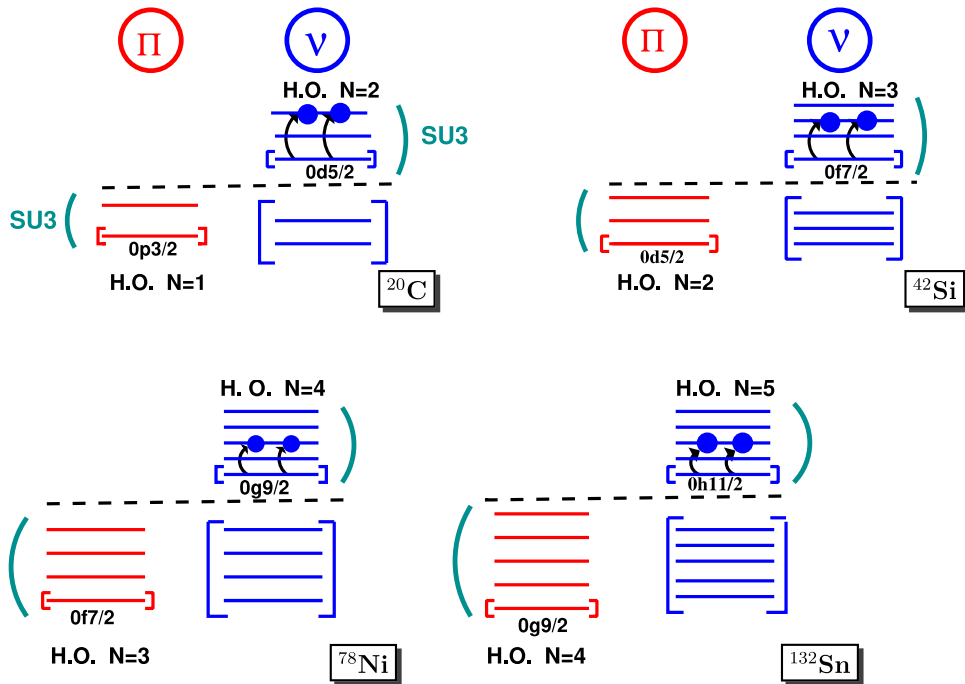 Π ν Π ν
H.O. N=2 H.O. N=3
SU3
0d5/2 0f7/2
SU3
0p3/2 0d5/2
H.O. N=1 ²⁰C H.O. N=2 ⁴²Si
H. O. N=4 H.O. N=5
0g9/2 0h11/2
0f7/2 0g9/2
H.O. N=3 ⁷⁸Ni H.O. N=4 ¹³²Sn